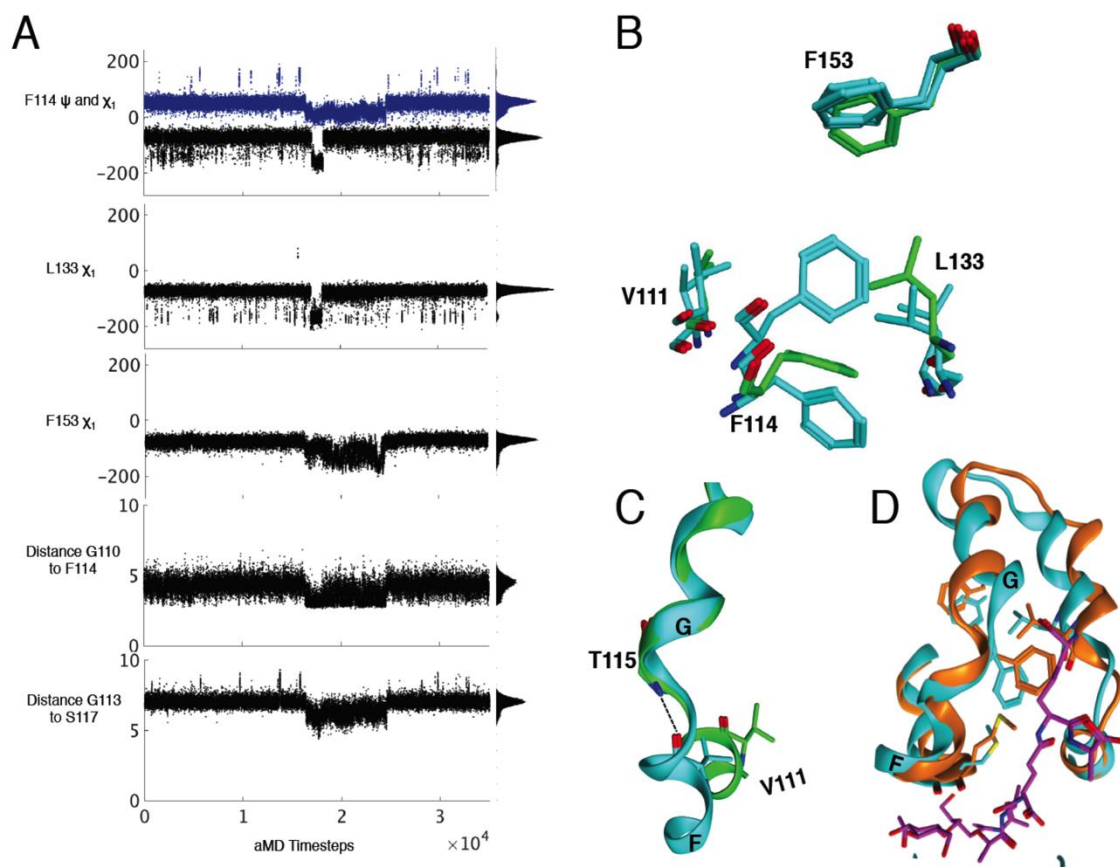 A
F114 ψ and χ1
200
0
-200
L133 χ1
200
0
-200
F153 χ1
200
0
-200
Distance G110
to F114
10
5
0
Distance G113
to S117
10
5
0
0
1
2
3
× 10⁴
aMD Timesteps
B
F153
V111
L133
F114
C
G
T115
V111
F
D
G
F